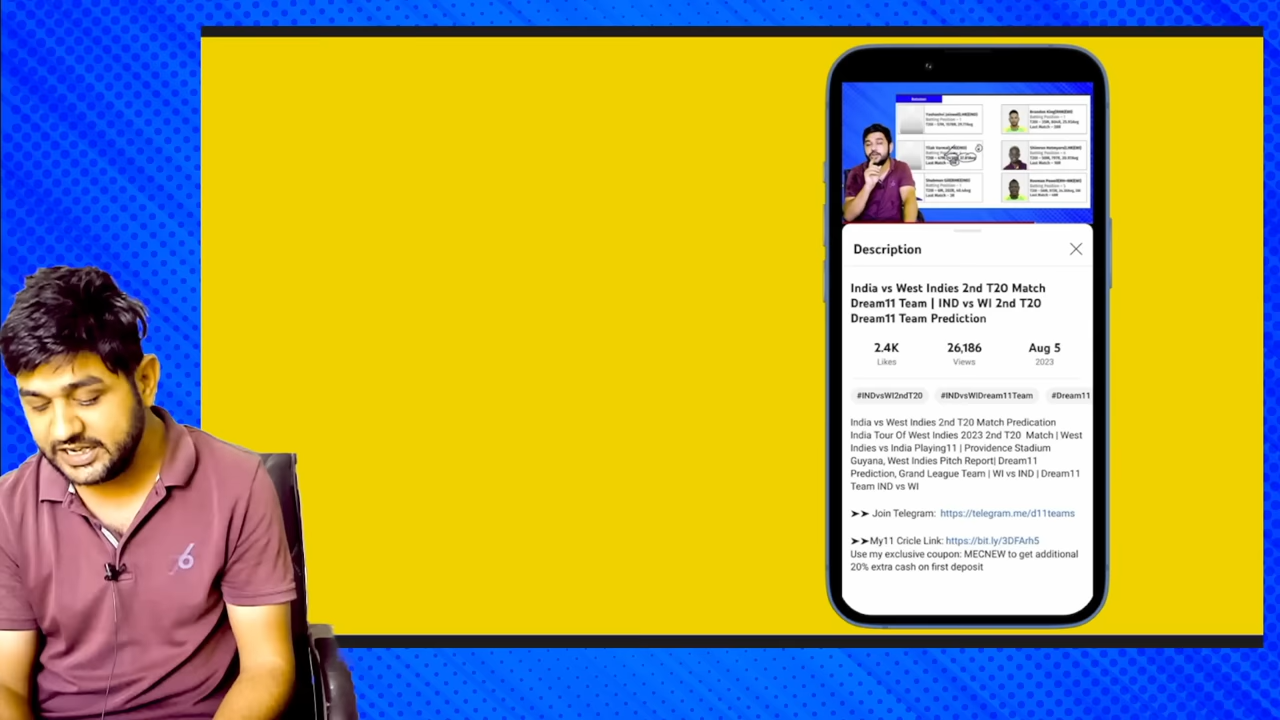 Description
India vs West Indies 2nd T20 Match
Dream11 Team | IND vs WI 2nd T20
Dream11 Team Prediction
2.4K 26,186 Aug 5
Likes Views 2023
#INDvsWI2ndT20 #INDvsWIDream11Team #Dream11
India vs West Indies 2nd T20 Match Predication
India Tour Of West Indies 2023 2nd T20 Match | West
Indies vs India Playing11 | Providence Stadium
Guyana, West Indies Pitch Report| Dream11
Prediction, Grand League Team | WI vs IND | Dream11
Team IND vs WI
➤➤ Join Telegram: https://telegram.me/d11teams
➤➤My11 Cricle Link: https://bit.ly/3DFArh5
Use my exclusive coupon: MECNEW to get additional
20% extra cash on first deposit